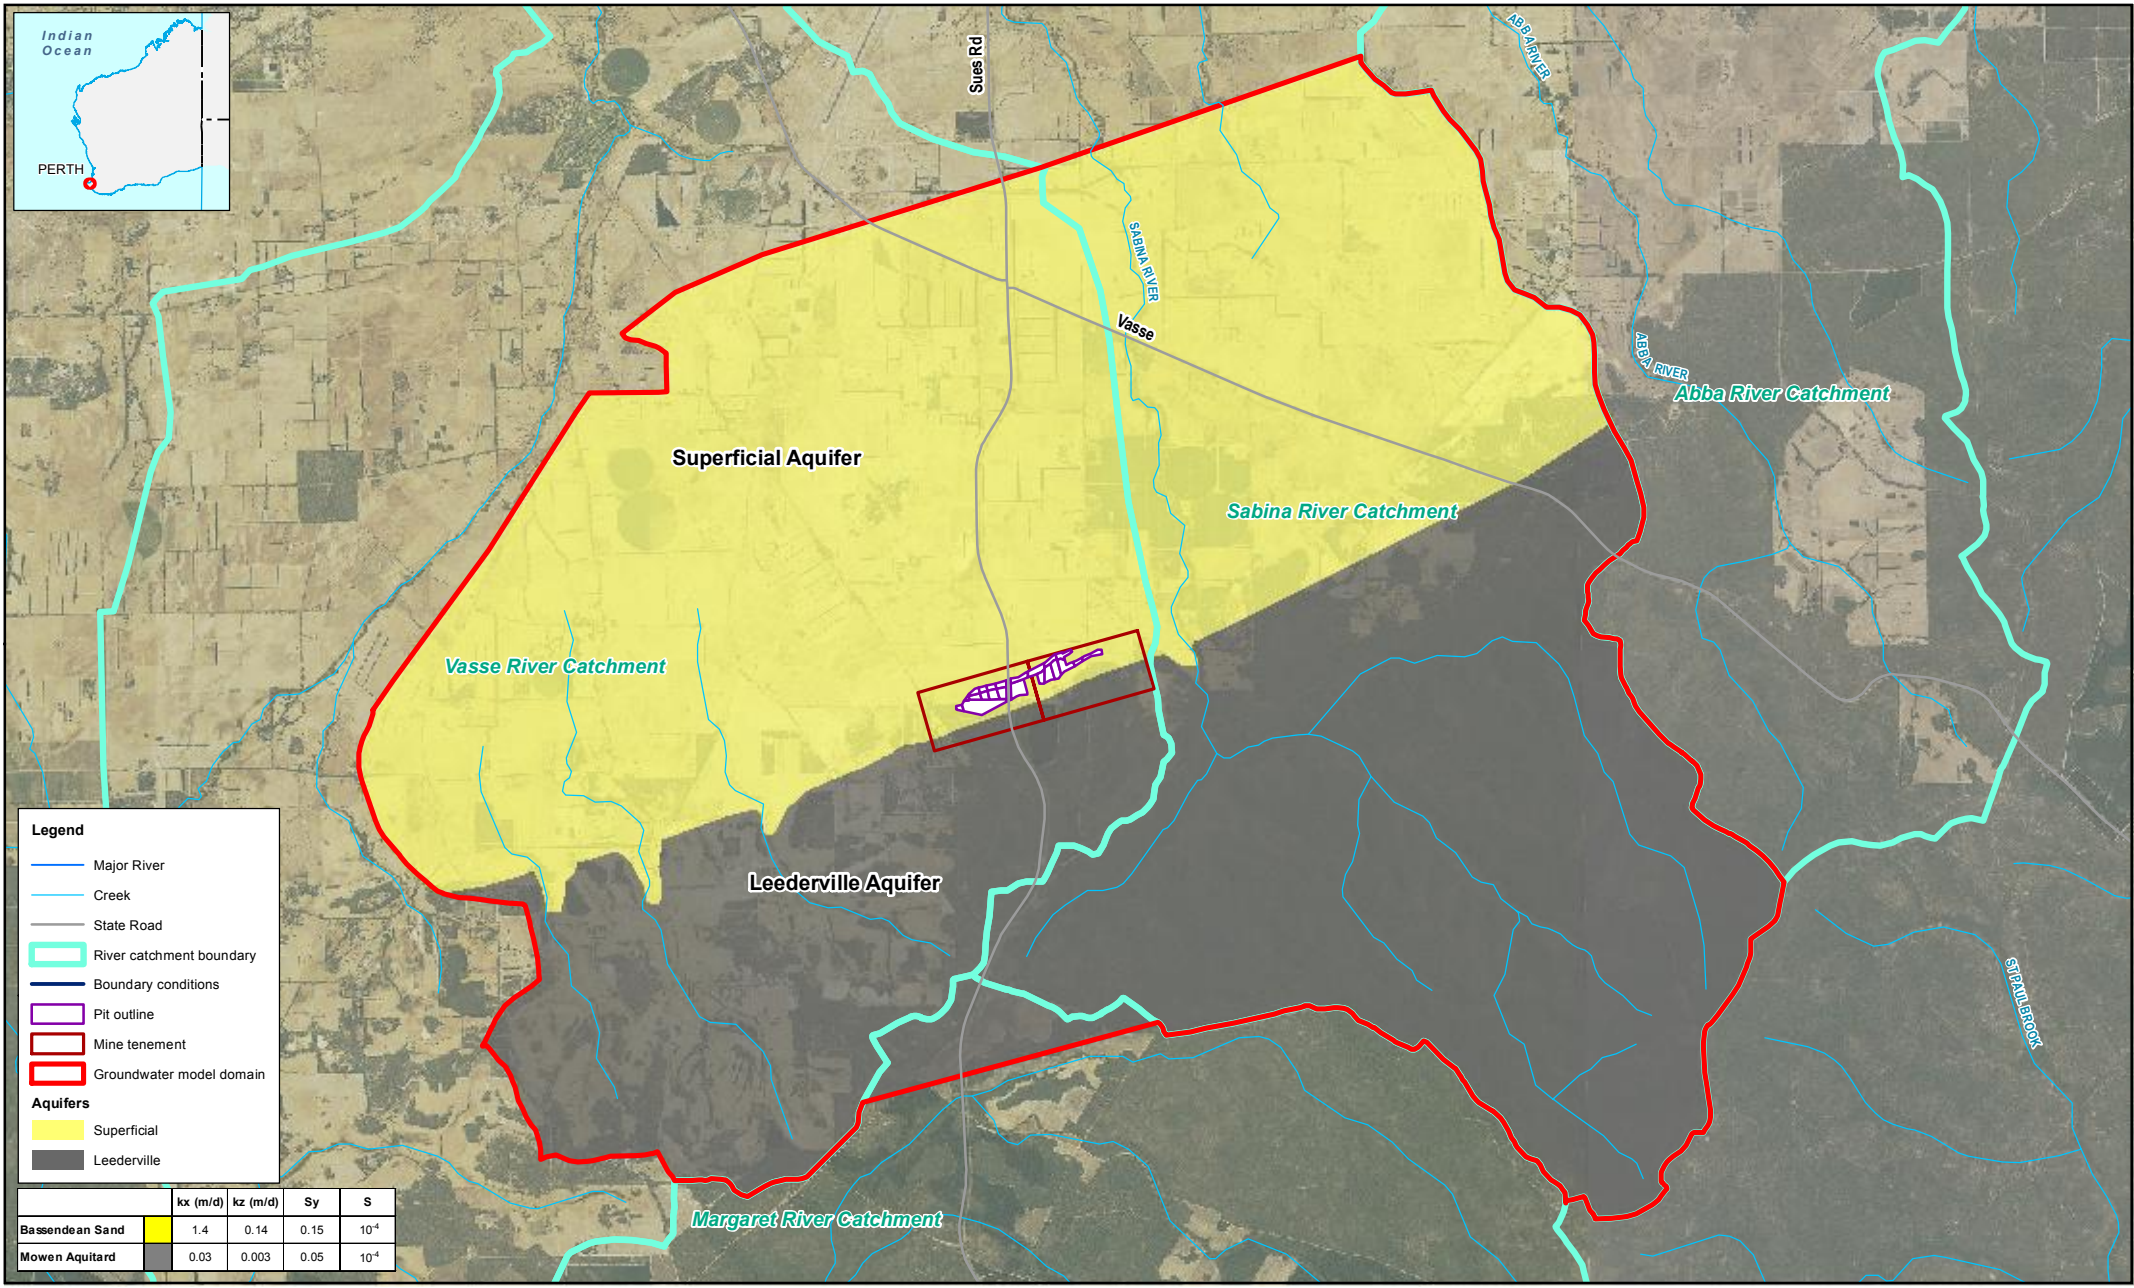 Indian
Ocean
PERTH
Sues Rd
ABBA RIVER
SABINA RIVER
Vasse
ABBA RIVER
Abba River Catchment
Superficial Aquifer
Sabina River Catchment
Vasse River Catchment
Leederville Aquifer
ST PAUL BROOK
Margaret River Catchment
Legend
Major River
Creek
State Road
River catchment boundary
Boundary conditions
Pit outline
Mine tenement
Groundwater model domain
Aquifers
Superficial
Leederville
kx (m/d) kz (m/d) Sy S
Bassendean Sand 1.4 0.14 0.15 10⁻⁴
Mowen Aquitard 0.03 0.003 0.05 10⁻⁴